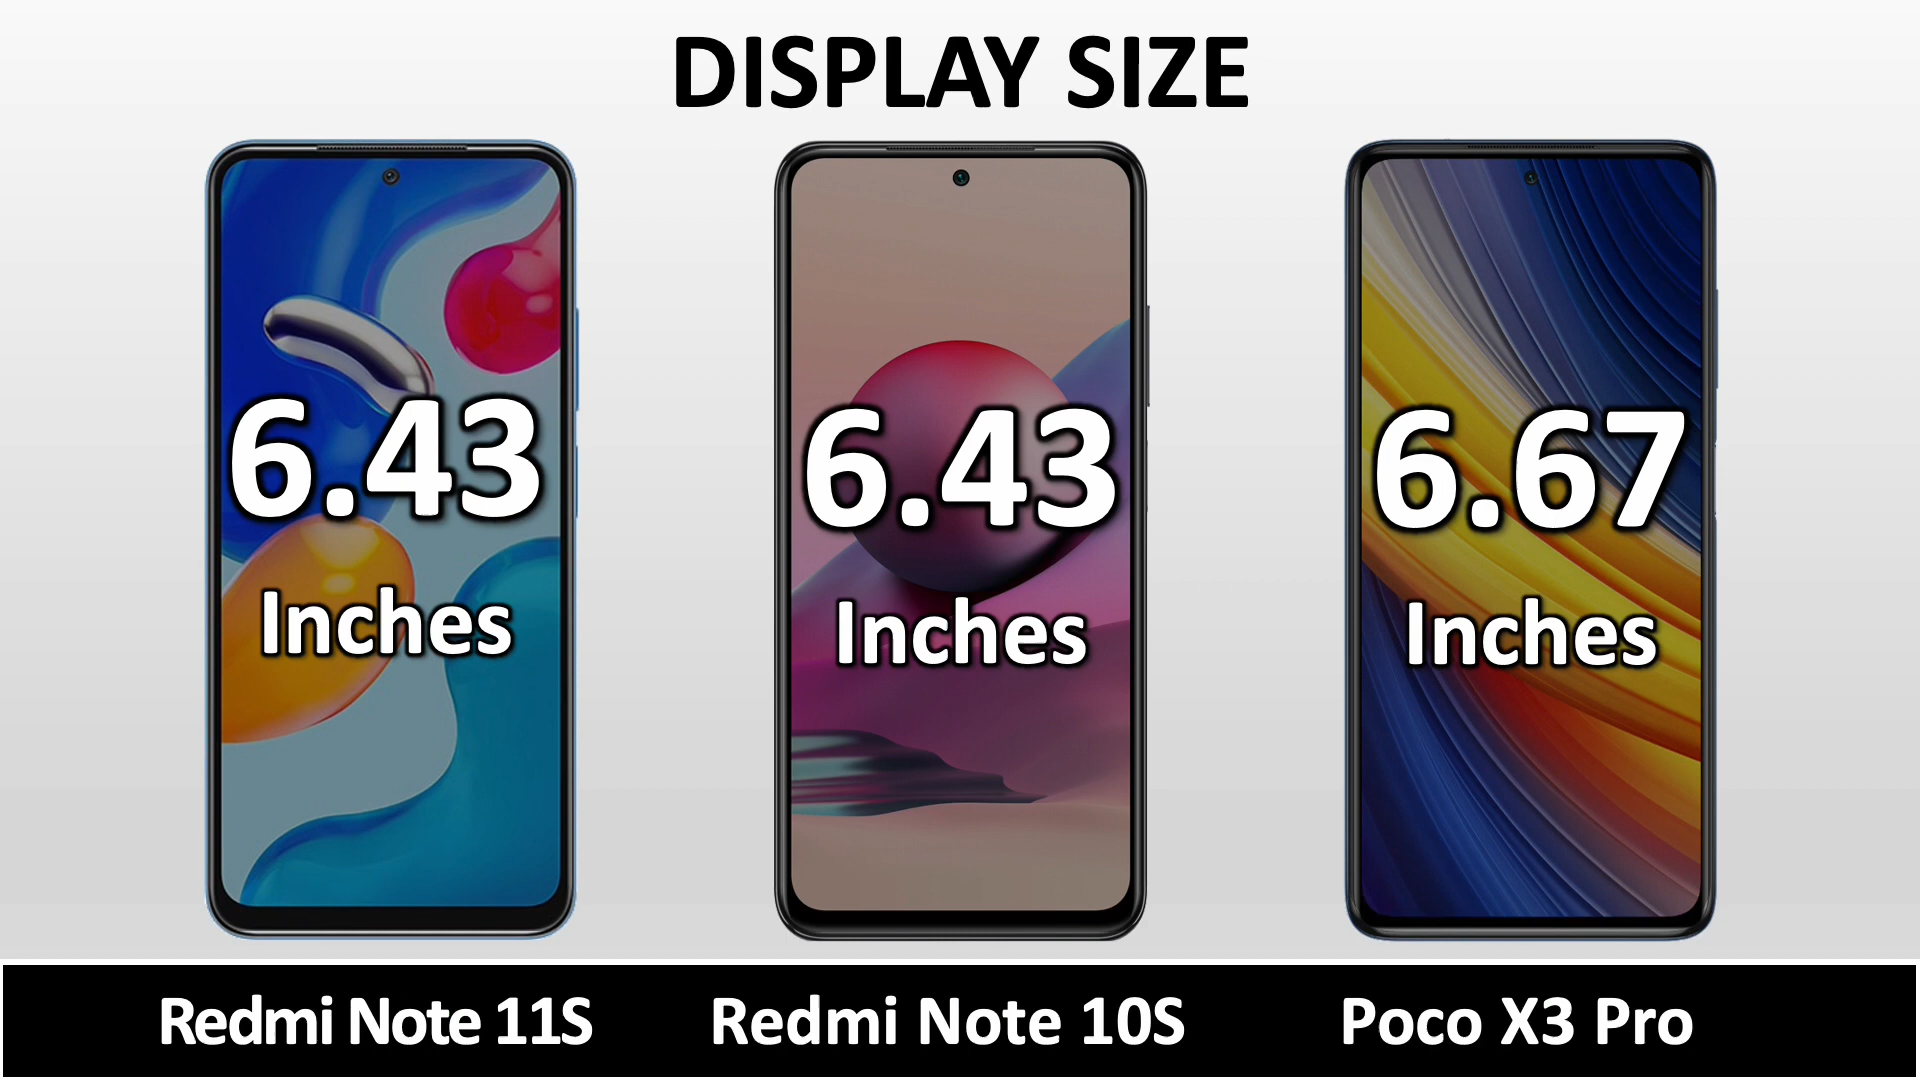 DISPLAY SIZE
6.43
Inches
6.43
Inches
6.67
Inches
Redmi Note 11S
Redmi Note 10S
Poco X3 Pro